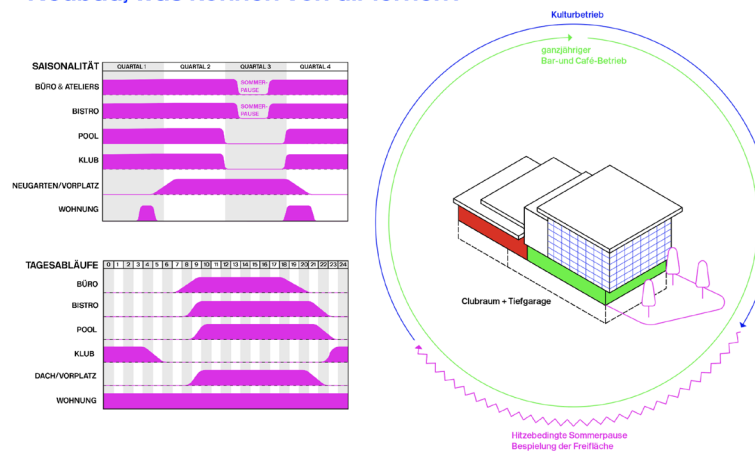 SAISONALITÄT
QUARTAL 1 QUARTAL 2 QUARTAL 3 QUARTAL 4
BÜRO & ATELIERS
SOMMER-
PAUSE
BISTRO
SOMMER-
PAUSE
POOL
KLUB
NEUGARTEN/VORPLATZ
WOHNUNG
TAGESABLÄUFE
0 1 2 3 4 5 6 7 8 9 10 11 12 13 14 15 16 17 18 19 20 21 22 23 24
BÜRO
BISTRO
POOL
KLUB
DACH/VORPLATZ
WOHNUNG
Kulturbetrieb
ganzjähriger
Bar-und Café-Betrieb
Clubraum + Tiefgarage
Hitzebedingte Sommerpause
Bespielung der Freifläche